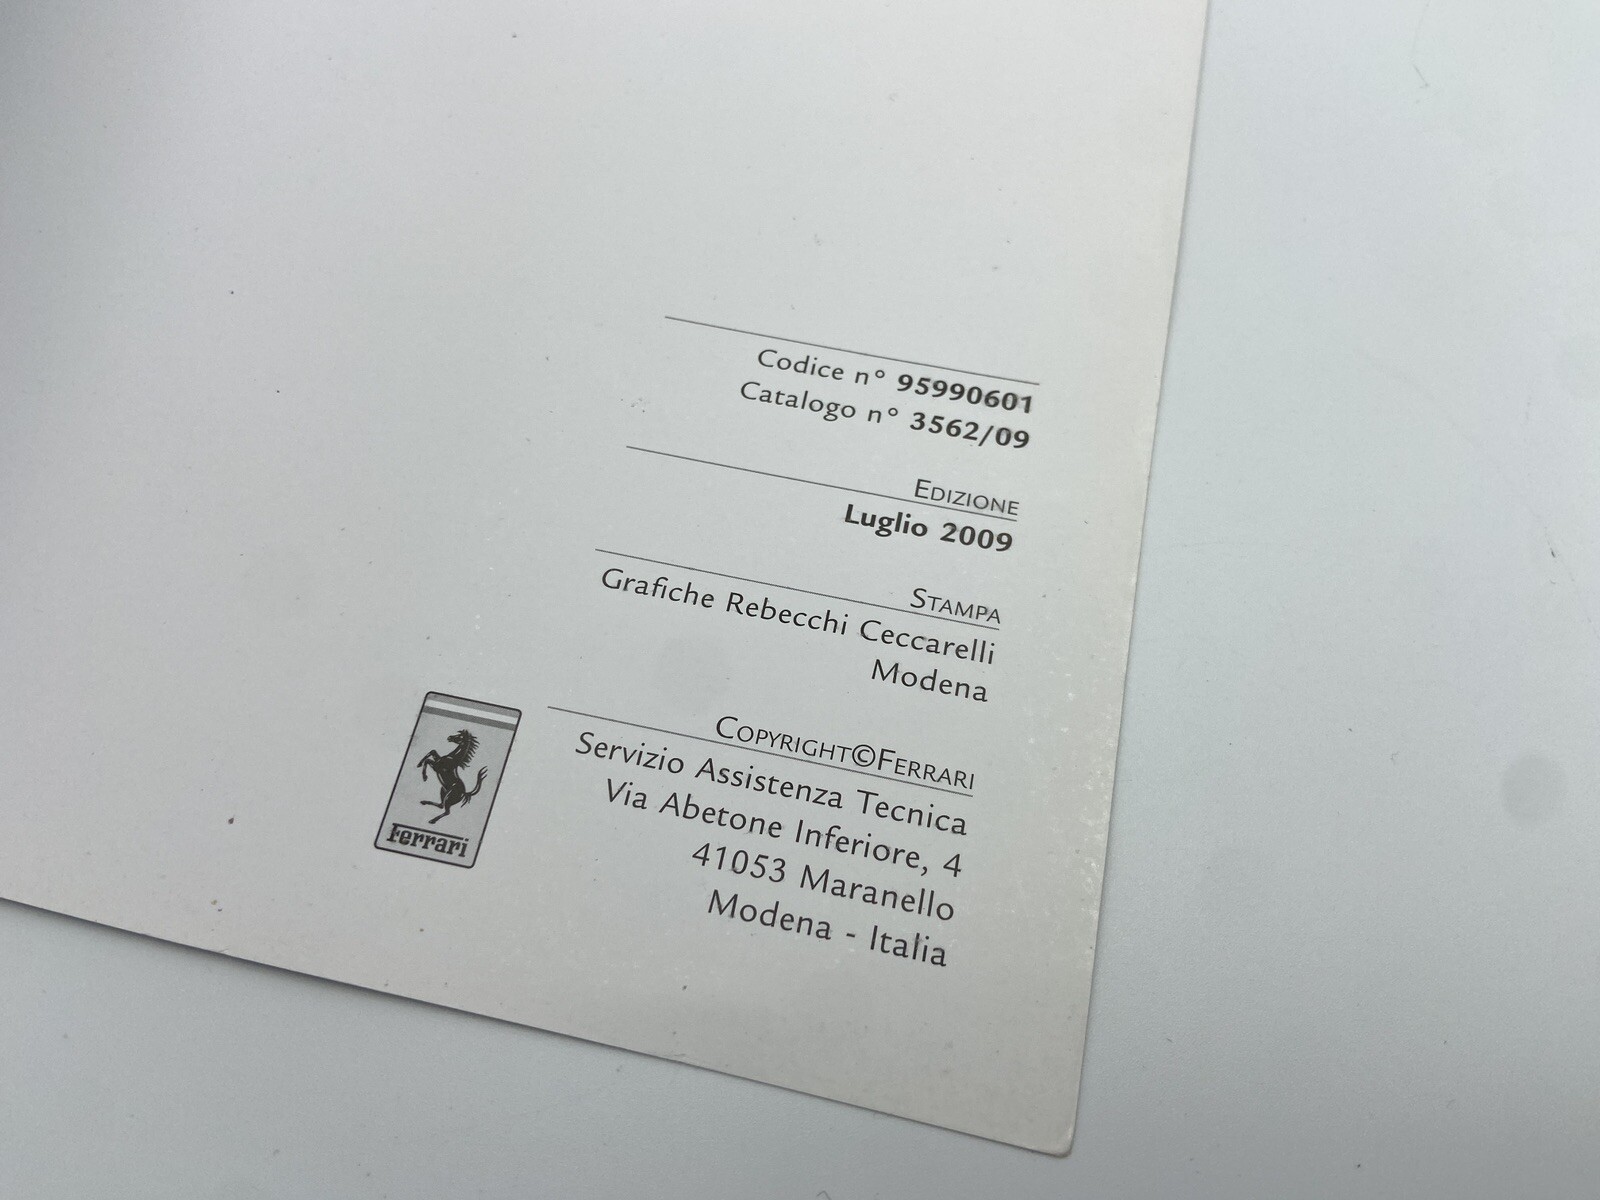 Codice n° 95990601
Catalogo n° 3562/09
EDIZIONE
Luglio 2009
STAMPA
Grafiche Rebecchi Ceccarelli
Modena
COPYRIGHT©FERRARI
Servizio Assistenza Tecnica
Via Abetone Inferiore, 4
41053 Maranello
Modena - Italia
Ferrari